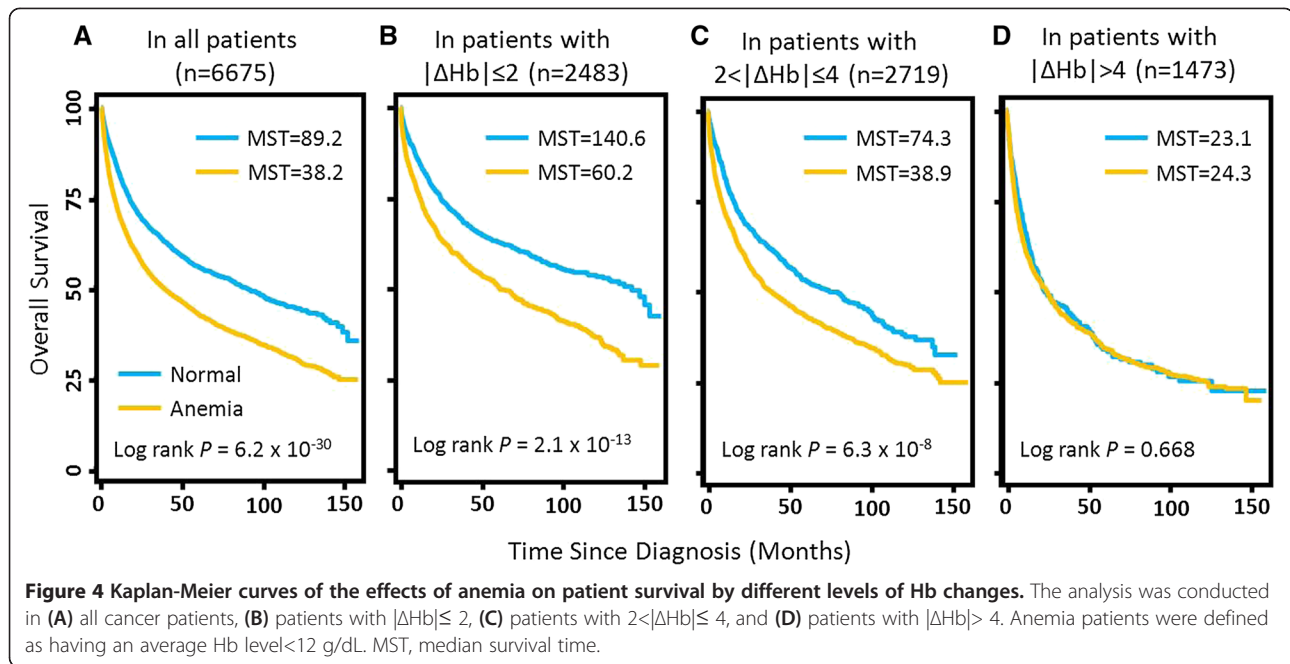 A In all patients
(n=6675)
B In patients with
|ΔHb|≤2 (n=2483)
C In patients with
2<|ΔHb|≤4 (n=2719)
D In patients with
|ΔHb|>4 (n=1473)
Overall Survival
100
75
50
25
0
MST=89.2
MST=38.2
Normal
Anemia
Log rank P = 6.2 x 10-30
0 50 100 150
MST=140.6
MST=60.2
Log rank P = 2.1 x 10-13
0 50 100 150
MST=74.3
MST=38.9
Log rank P = 6.3 x 10-8
0 50 100 150
MST=23.1
MST=24.3
Log rank P = 0.668
0 50 100 150
Time Since Diagnosis (Months)
Figure 4 Kaplan-Meier curves of the effects of anemia on patient survival by different levels of Hb changes. The analysis was conducted
in (A) all cancer patients, (B) patients with |ΔHb|≤ 2, (C) patients with 2<|ΔHb|≤ 4, and (D) patients with |ΔHb|> 4. Anemia patients were defined
as having an average Hb level<12 g/dL. MST, median survival time.